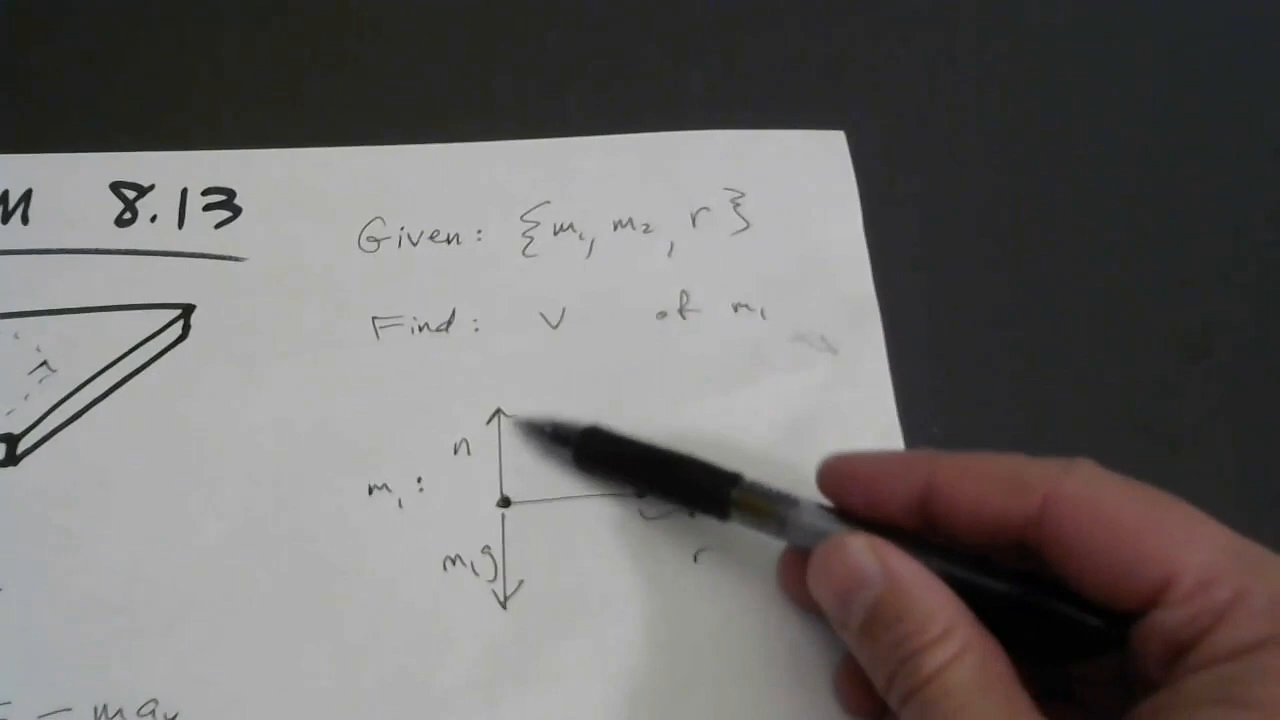 M 8.13
Given: {m₁, m₂, r}
Find: v of m₁
n
m₁:
m₁g
r